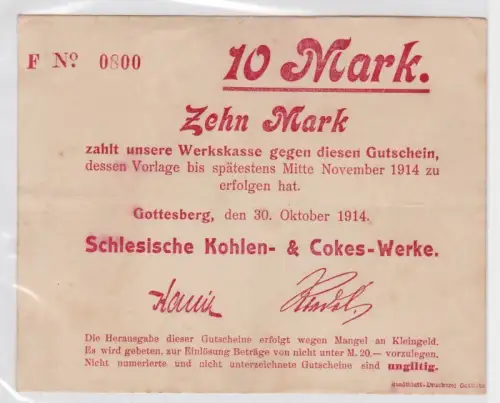 F Nº 0800
10 Mark.
Zehn Mark
zahlt unsere Werkskasse gegen diesen Gutschein,
dessen Vorlage bis spätestens Mitte November 1914 zu
erfolgen hat.
Gottesberg, den 30. Oktober 1914.
Schlesische Kohlen- & Cokes-Werke.
Die Herausgabe dieser Gutscheine erfolgt wegen Mangel an Kleingeld.
Es wird gebeten, zur Einlösung Beträge von nicht unter M. 20.— vorzulegen.
Nicht numerierte und nicht unterzeichnete Gutscheine sind ungiltig.